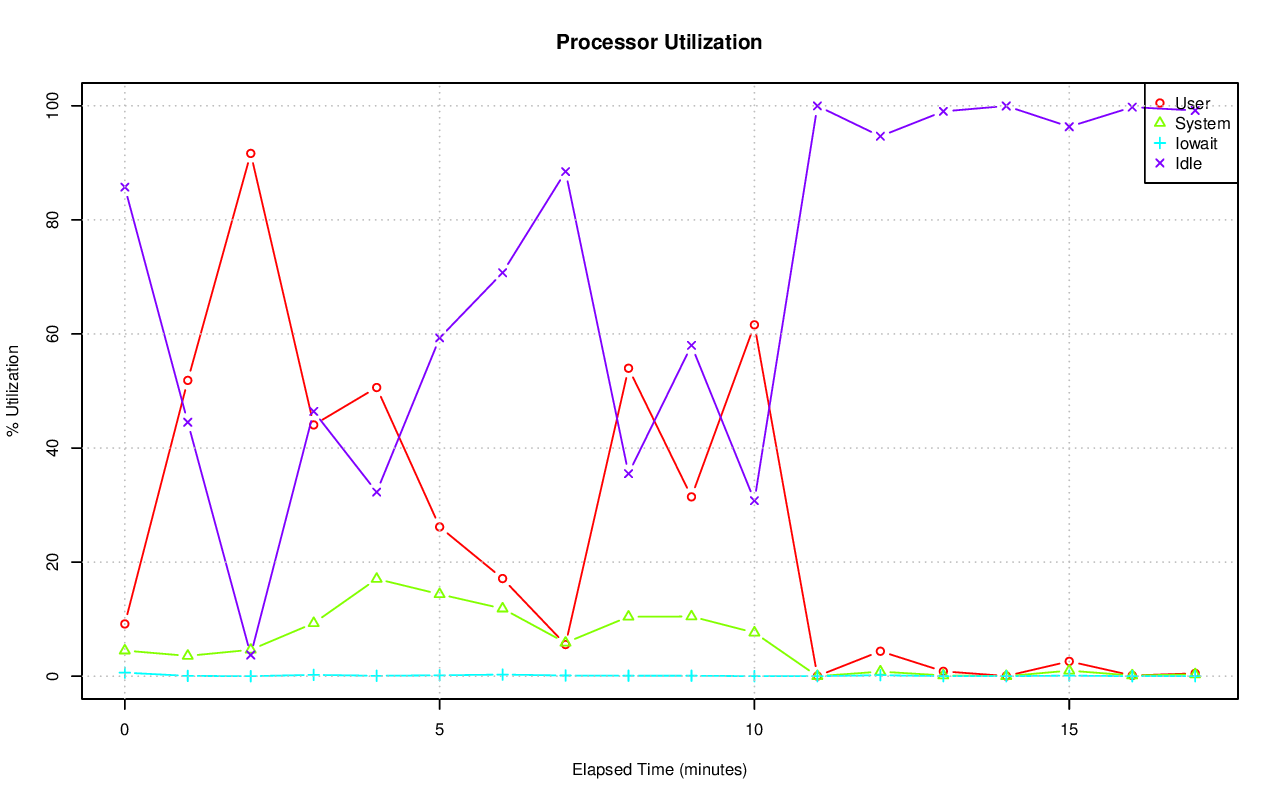 Processor Utilization
% Utilization
100
80
60
40
20
0
User
System
Iowait
Idle
0 5 10 15
Elapsed Time (minutes)